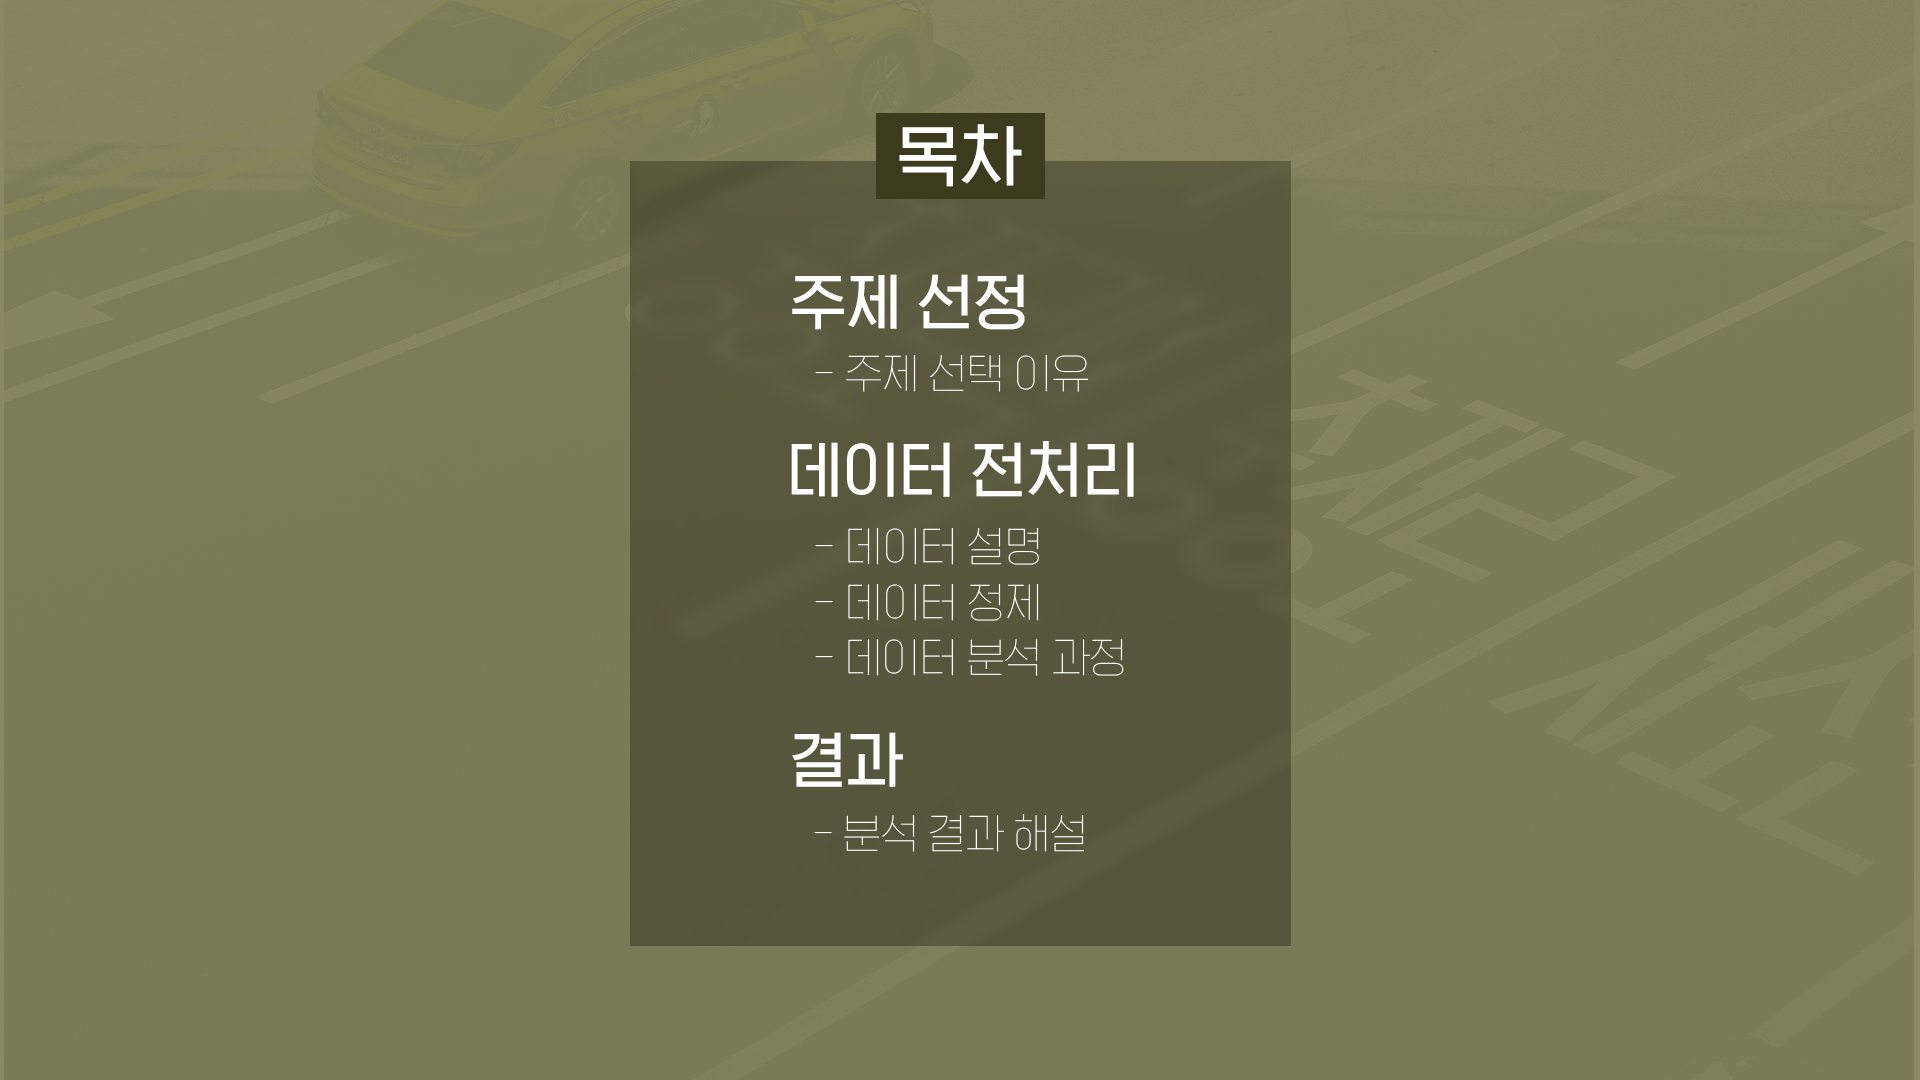 목차
주제 선정
- 주제 선택 이유
데이터 전처리
- 데이터 설명
- 데이터 정제
- 데이터 분석 과정
결과
- 분석 결과 해설